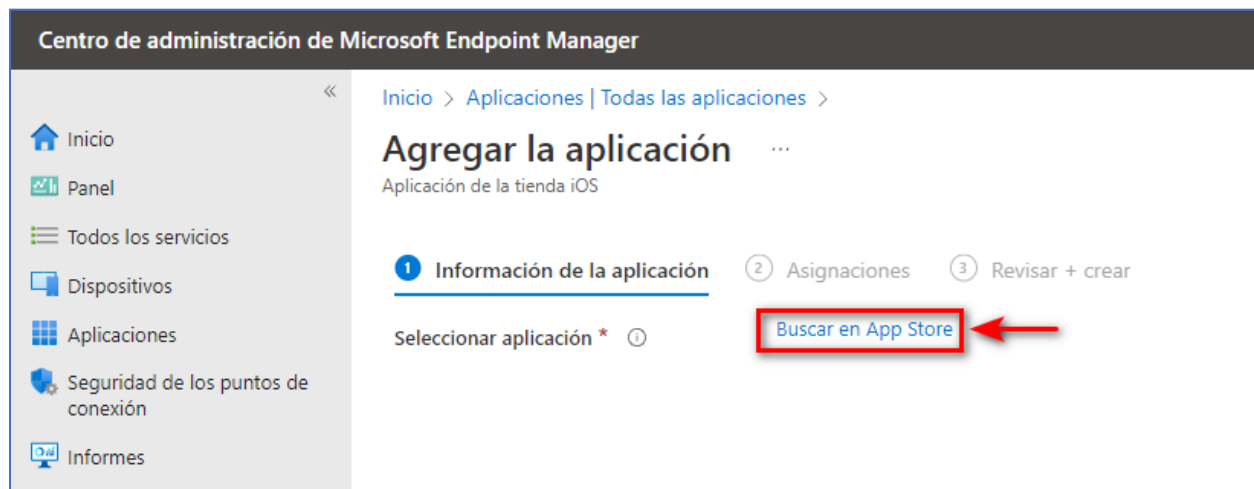 Centro de administración de Microsoft Endpoint Manager
«
Inicio > Aplicaciones | Todas las aplicaciones >
Inicio
Agregar la aplicación ...
Panel
Aplicación de la tienda iOS
Todos los servicios
Dispositivos
1 Información de la aplicación 2 Asignaciones 3 Revisar + crear
Aplicaciones
Seleccionar aplicación * Buscar en App Store
Seguridad de los puntos de
conexión
Informes